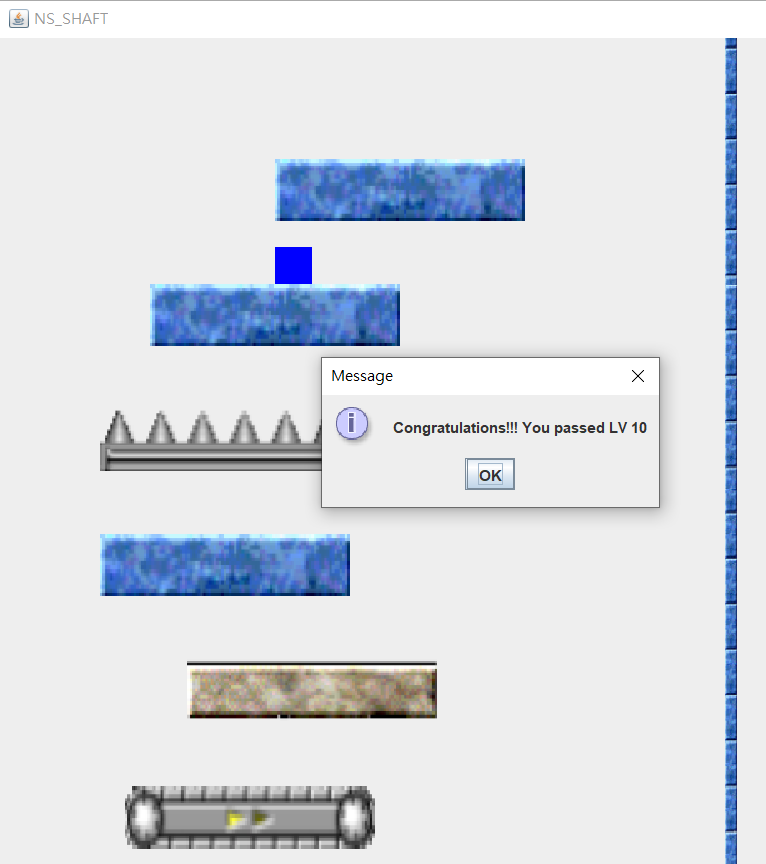 NS_SHAFT
Message
Congratulations!!! You passed LV 10
OK